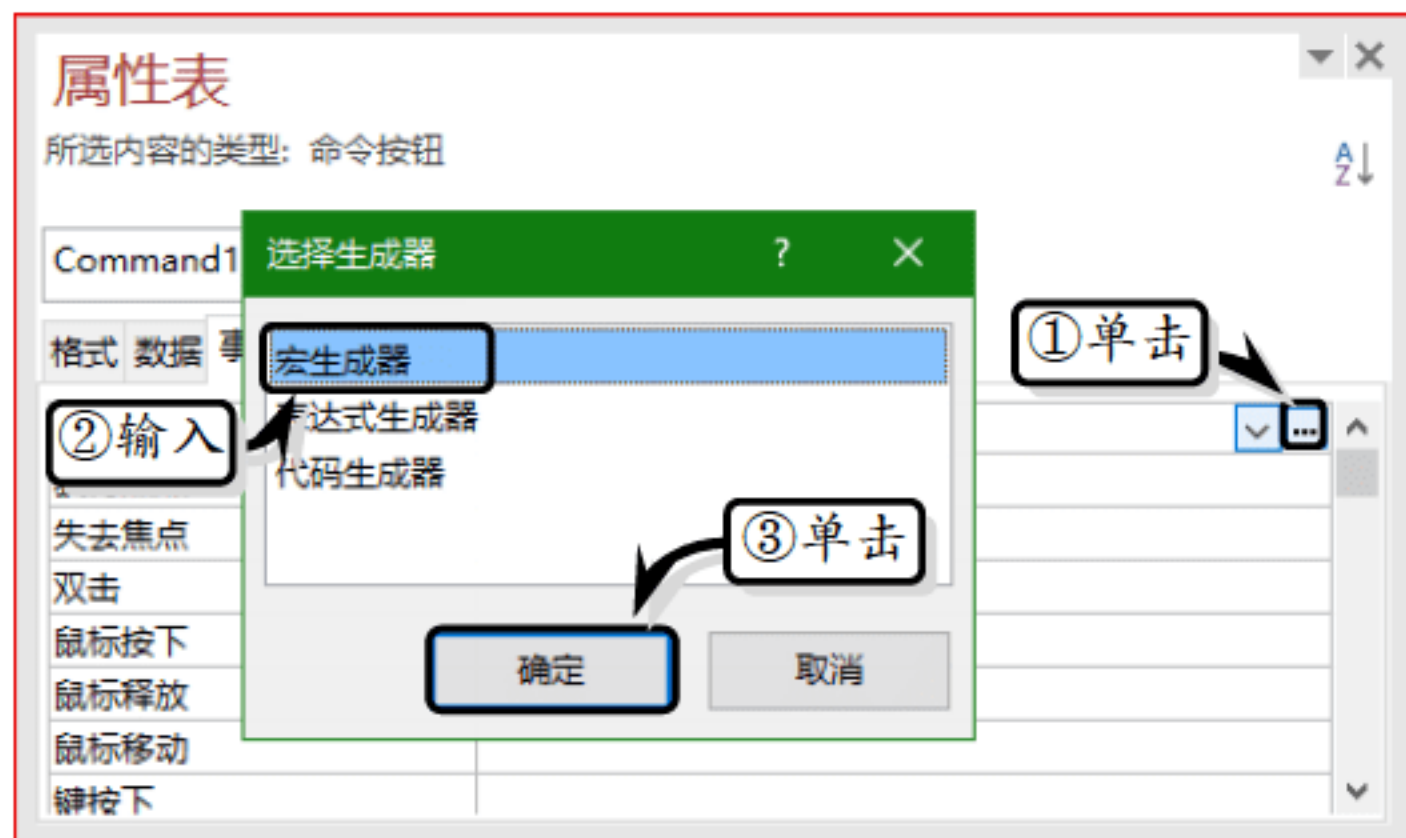 属性表
所选内容的类型: 命令按钮
A
Z
Command1
选择生成器
?
格式 数据
宏生成器
①单击
②输入
达式生成器
...
代码生成器
失去焦点
③单击
双击
鼠标按下
确定
取消
鼠标释放
鼠标移动
键按下